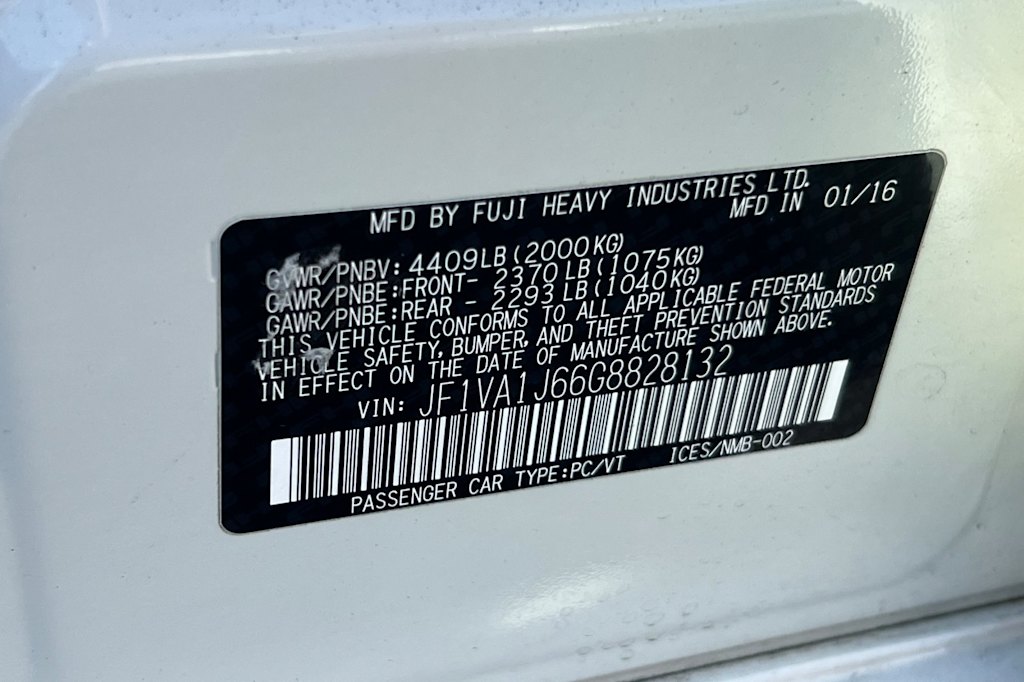 MFD BY FUJI HEAVY INDUSTRIES LTD.
MFD IN 01/16
GVWR/PNBV: 4409LB (2000KG)
GAWR/PNBE: FRONT- 2370LB (1075KG)
GAWR/PNBE: REAR - 2293LB (1040KG)
THIS VEHICLE CONFORMS TO ALL APPLICABLE FEDERAL MOTOR
VEHICLE SAFETY, BUMPER, AND THEFT PREVENTION STANDARDS
IN EFFECT ON THE DATE OF MANUFACTURE SHOWN ABOVE.
VIN: JF1VA1J66G8828132
PASSENGER CAR TYPE:PC/VT ICES/NMB-002